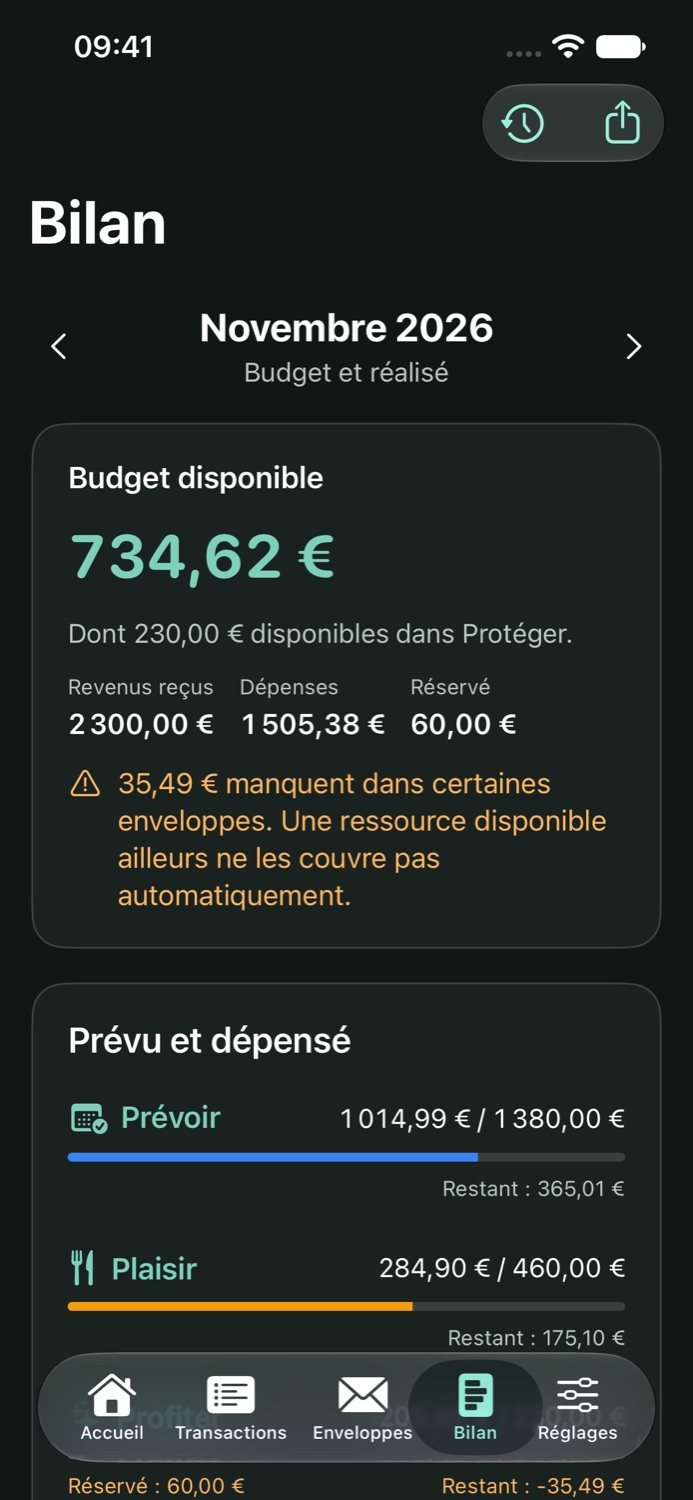 09:41
Bilan
Novembre 2026
Budget et réalisé
Budget disponible
734,62 €
Dont 230,00 € disponibles dans Protéger.
Revenus reçus Dépenses Réservé
2 300,00 € 1 505,38 € 60,00 €
35,49 € manquent dans certaines
enveloppes. Une ressource disponible
ailleurs ne les couvre pas
automatiquement.
Prévu et dépensé
Prévoir 1 014,99 € / 1 380,00 €
Restant : 365,01 €
Plaisir 284,90 € / 460,00 €
Restant : 175,10 €
Profiter
Accueil Transactions Enveloppes Bilan Réglages
Réservé : 60,00 € Restant : -35,49 €